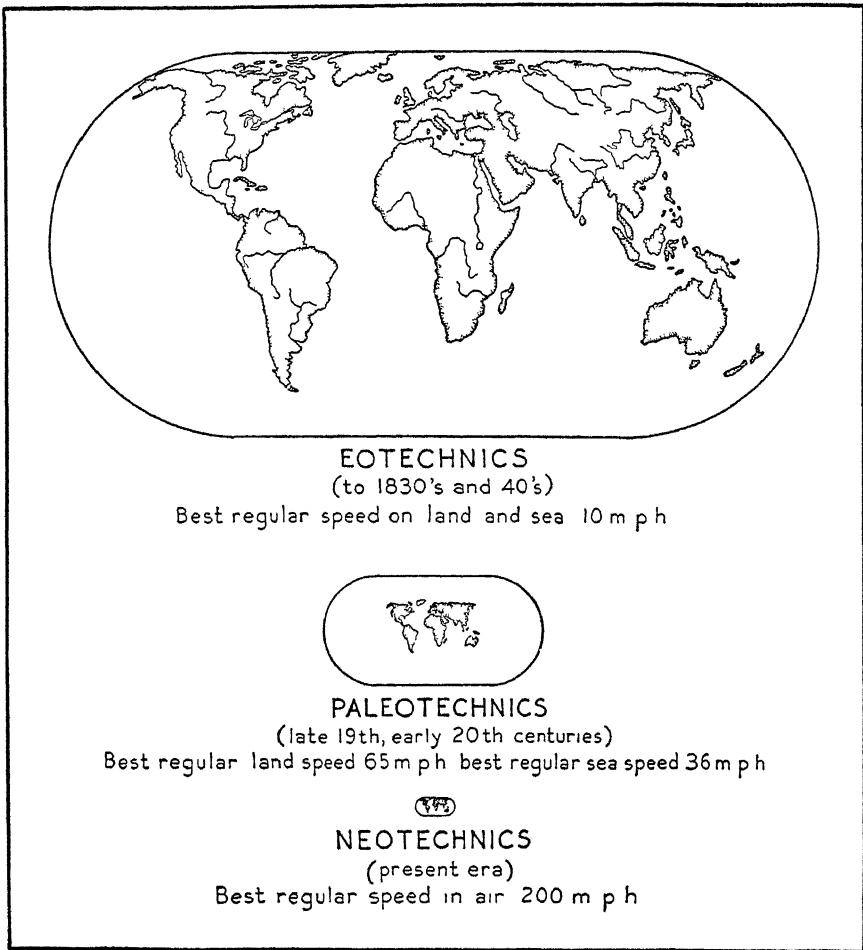 EOTECHNICS
(to 1830's and 40's)
Best regular speed on land and sea 10 m p h
PALEOTECHNICS
(late 19th, early 20th centuries)
Best regular land speed 65 m p h best regular sea speed 36 m p h
NEOTECHNICS
(present era)
Best regular speed in air 200 m p h